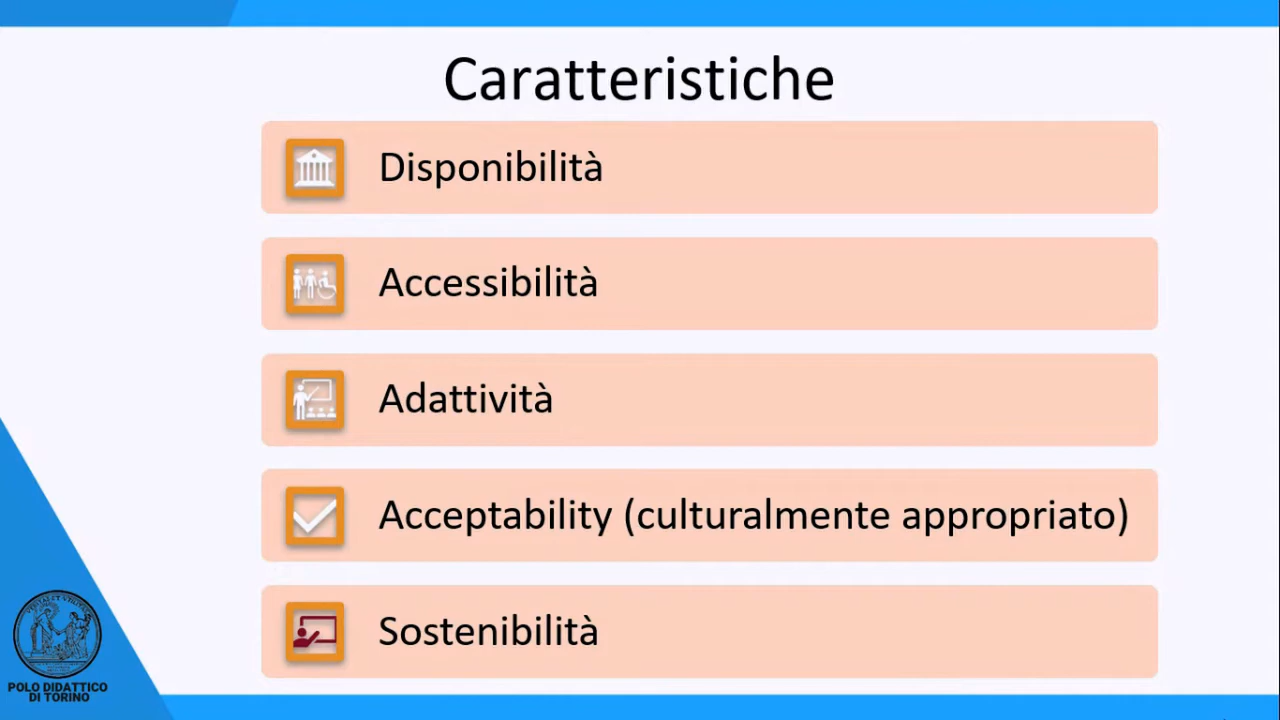 Caratteristiche
Disponibilità
Accessibilità
Adattività
Acceptability (culturalmente appropriato)
Sostenibilità
POLO DIDATTICO
DI TORINO